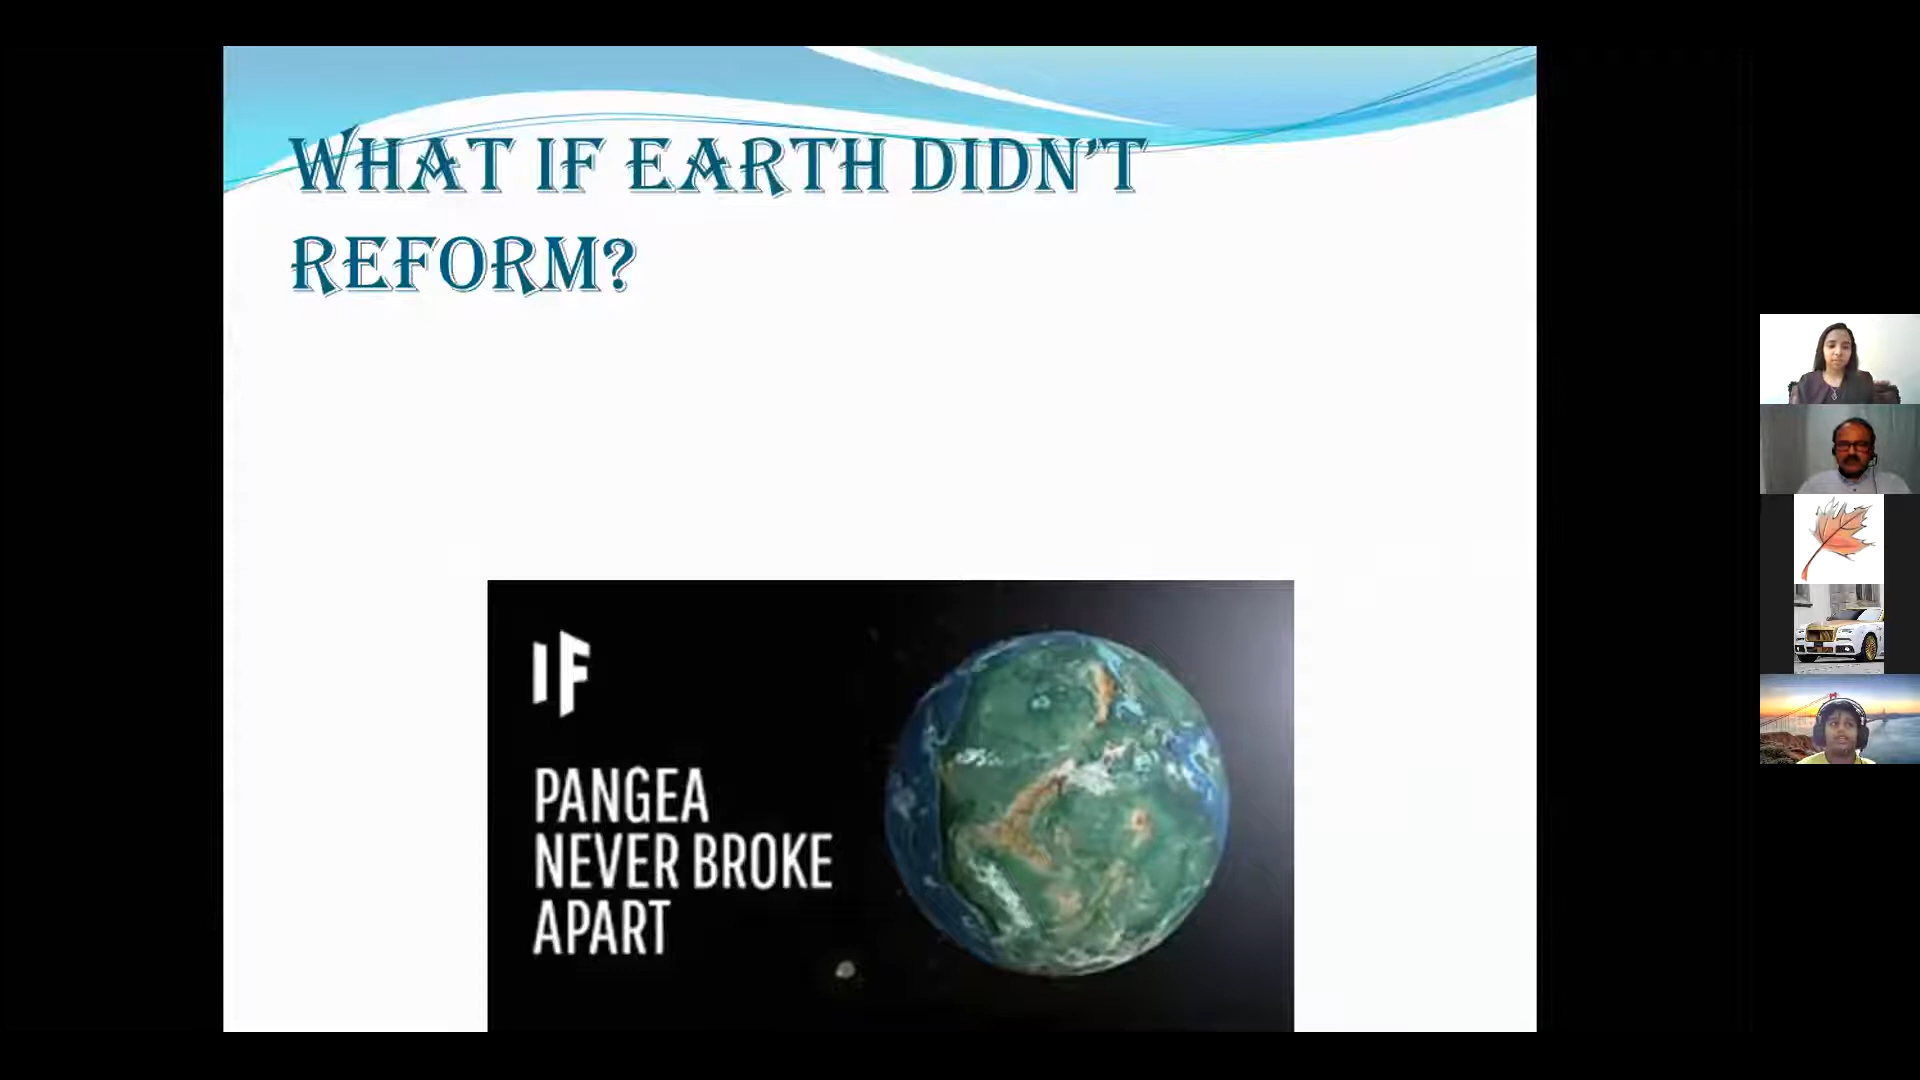 WHAT IF EARTH DIDN'T
REFORM?
IF
PANGEA
NEVER BROKE
APART